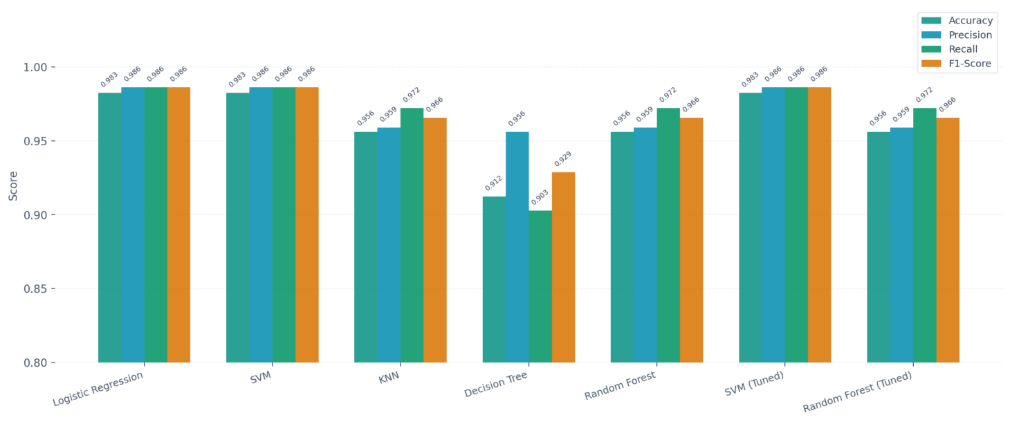 Accuracy
Precision
Recall
F1-Score
1.00
0.95
0.90
0.85
0.80
Score
0.983 0.986 0.986 0.986
0.983 0.986 0.986 0.986
0.956 0.959 0.972 0.966
0.912 0.956 0.903 0.929
0.956 0.959 0.972 0.966
0.983 0.986 0.986 0.986
0.956 0.959 0.972 0.966
Logistic Regression
SVM
KNN
Decision Tree
Random Forest
SVM (Tuned)
Random Forest (Tuned)